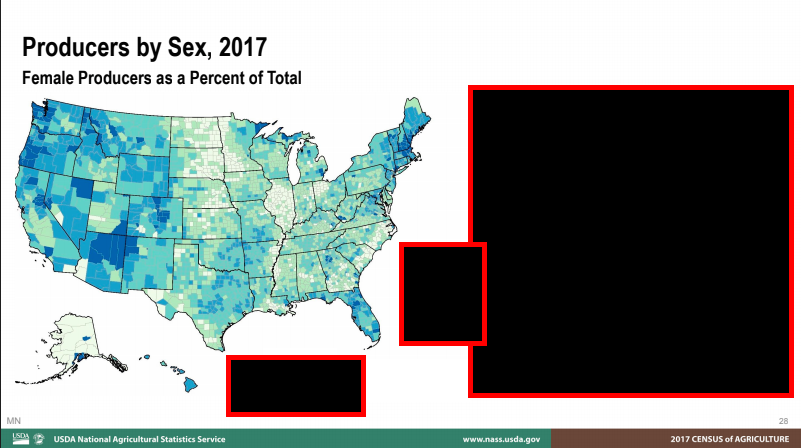 Producers by Sex, 2017
Female Producers as a Percent of Total
MN
28
USDA
USDA National Agricultural Statistics Service
www.nass.usda.gov
2017 CENSUS of AGRICULTURE